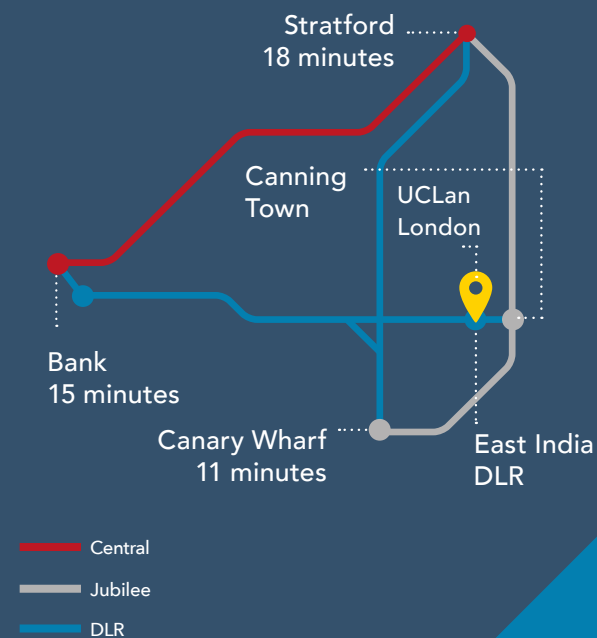 Stratford
18 minutes
Canning
Town
UCLan
London
Bank
15 minutes
Canary Wharf
11 minutes
East India
DLR
Central
Jubilee
DLR